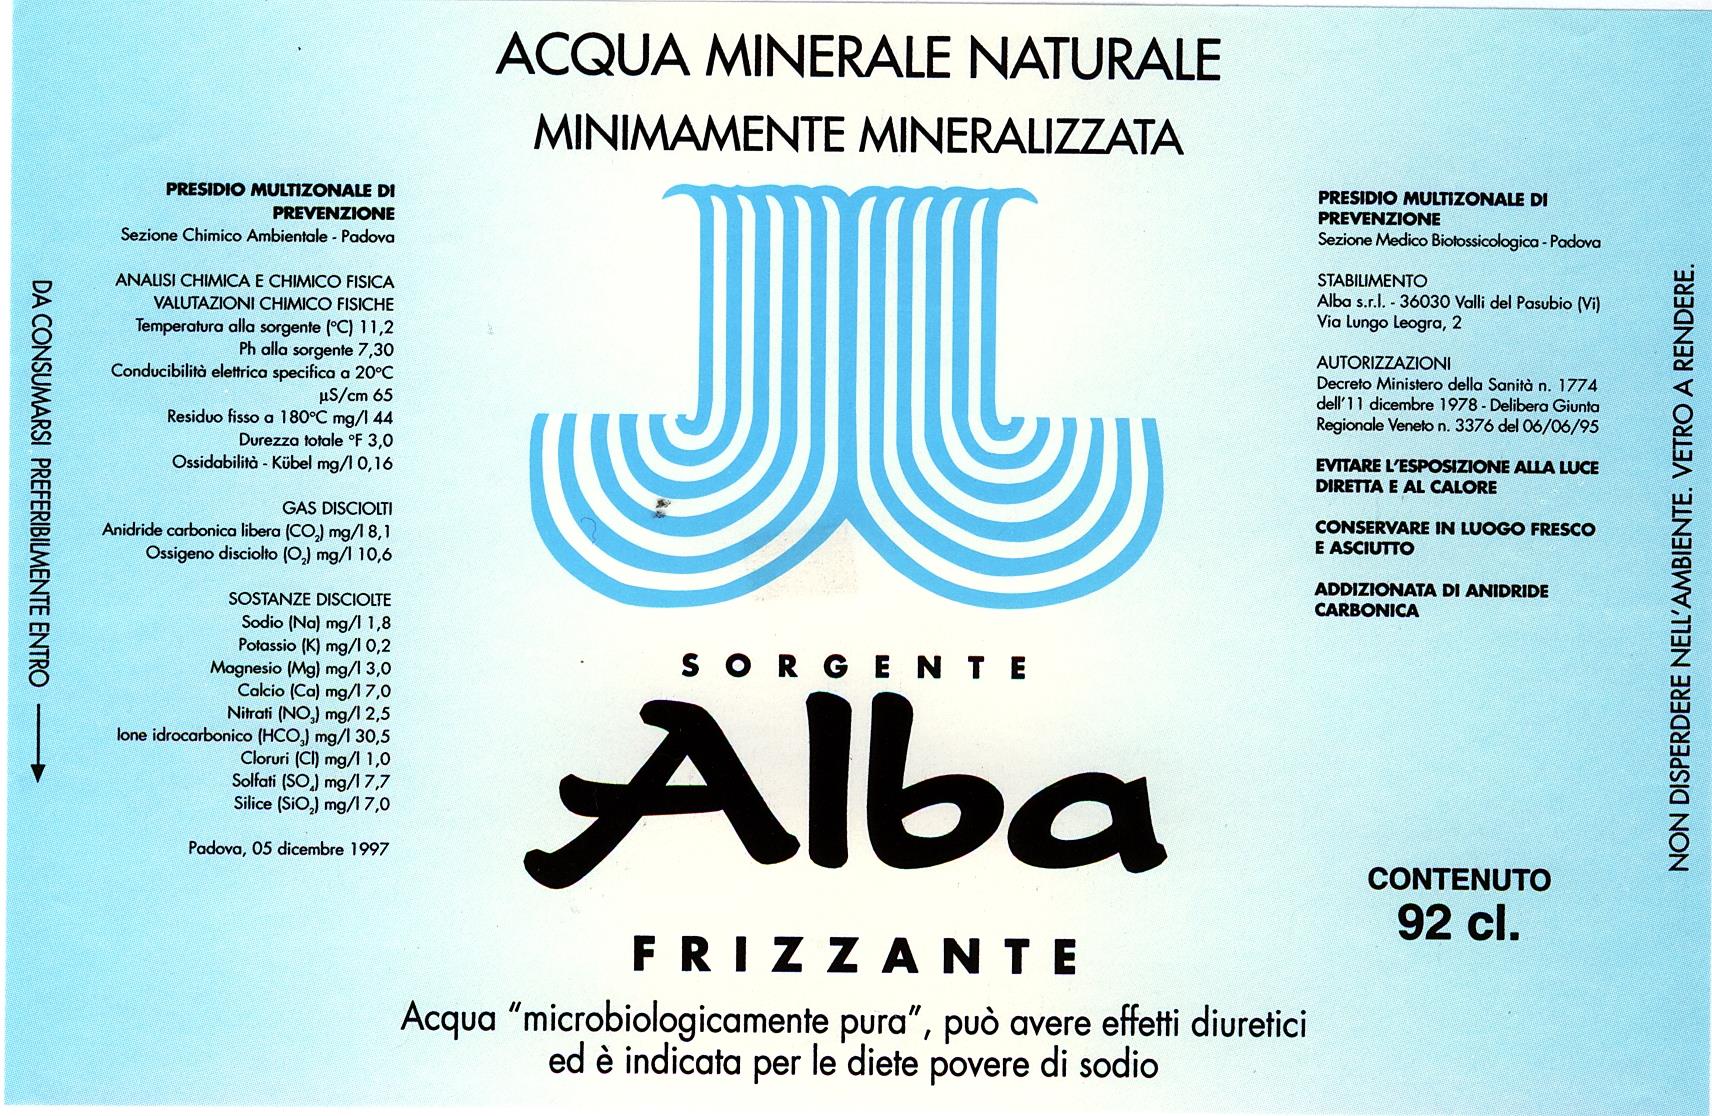 ACQUA MINERALE NATURALE
MINIMAMENTE MINERALIZZATA
DA CONSUMARSI PREFERIBILMENTE ENTRO
PRESIDIO MULTIZONALE DI
PREVENZIONE
Sezione Chimico Ambientale - Padova
ANALISI CHIMICA E CHIMICO FISICA
VALUTAZIONI CHIMICO FISICHE
Temperatura alla sorgente (°C) 11,2
Ph alla sorgente 7,30
Conducibilità elettrica specifica a 20°C
µS/cm 65
Residuo fisso a 180°C mg/l 44
Durezza totale °F 3,0
Ossidabilità - Kübel mg/l 0,16
GAS DISCIOLTI
Anidride carbonica libera (CO₂) mg/l 8,1
Ossigeno disciolto (O₂) mg/l 10,6
SOSTANZE DISCIOLTE
Sodio (Na) mg/l 1,8
Potassio (K) mg/l 0,2
Magnesio (Mg) mg/l 3,0
Calcio (Ca) mg/l 7,0
Nitrati (NO₃) mg/l 2,5
Ione idrocarbonico (HCO₃) mg/l 30,5
Cloruri (Cl) mg/l 1,0
Solfati (SO₄) mg/l 7,7
Silice (SiO₂) mg/l 7,0
Padova, 05 dicembre 1997
SORGENTE
Alba
FRIZZANTE
Acqua “microbiologicamente pura”, può avere effetti diuretici
ed è indicata per le diete povere di sodio
PRESIDIO MULTIZONALE DI
PREVENZIONE
Sezione Medico Biotossicologica - Padova
STABILIMENTO
Alba s.r.l. - 36030 Valli del Pasubio (Vi)
Via Lungo Leogra, 2
AUTORIZZAZIONI
Decreto Ministero della Sanità n. 1774
dell'11 dicembre 1978 - Delibera Giunta
Regionale Veneto n. 3376 del 06/06/95
EVITARE L'ESPOSIZIONE ALLA LUCE
DIRETTA E AL CALORE
CONSERVARE IN LUOGO FRESCO
E ASCIUTTO
ADDIZIONATA DI ANIDRIDE
CARBONICA
CONTENUTO
92 cl.
NON DISPERDERE NELL'AMBIENTE. VETRO A RENDERE.